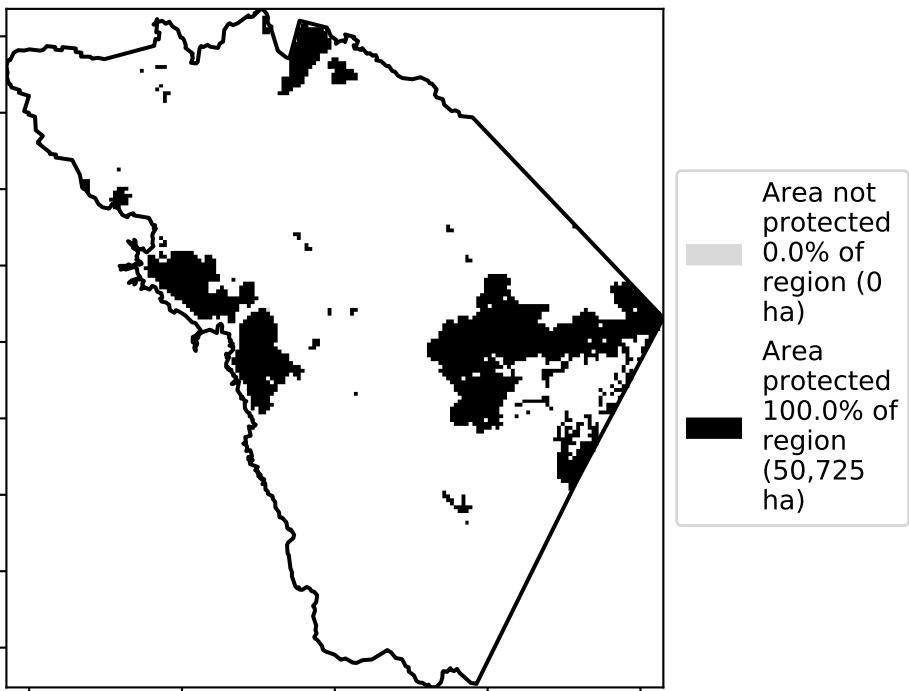 Area not
protected
0.0% of
region (0
ha)
Area
protected
100.0% of
region
(50,725
ha)